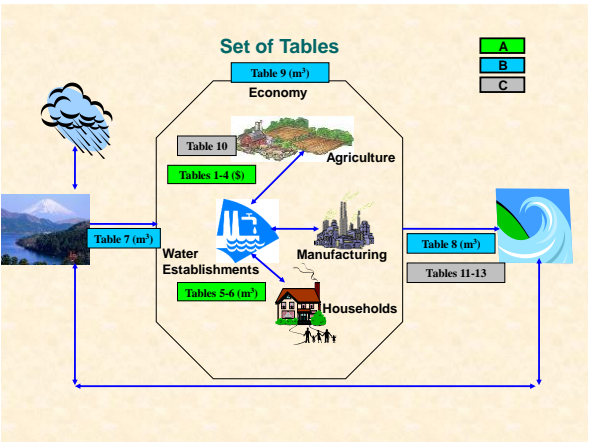 Set of Tables
A
B
C
Table 9 (m³)
Economy
Table 10
Agriculture
Tables 1-4 ($)
Table 7 (m³)
Water
Establishments
Manufacturing
Table 8 (m³)
Tables 11-13
Tables 5-6 (m³)
Households